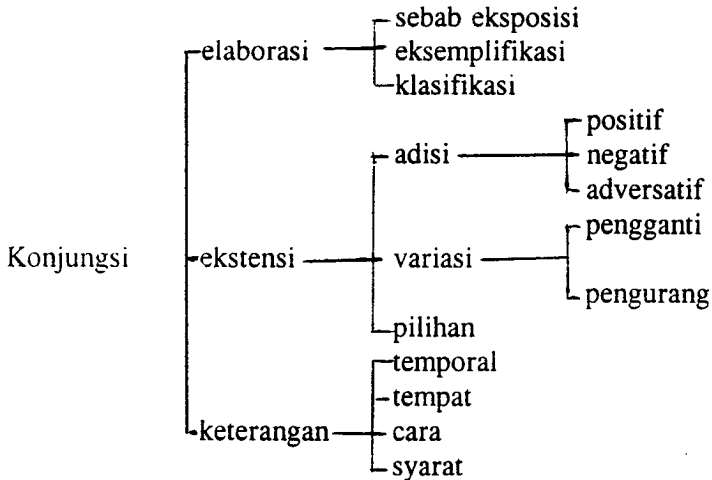 sebab eksposisi
elaborasi
eksemplifikasi
klasifikasi
positif
adisi
negatif
adversatif
pengganti
Konjungsi
ekstensi
variasi
pengurang
pilihan
temporal
tempat
keterangan
cara
syarat